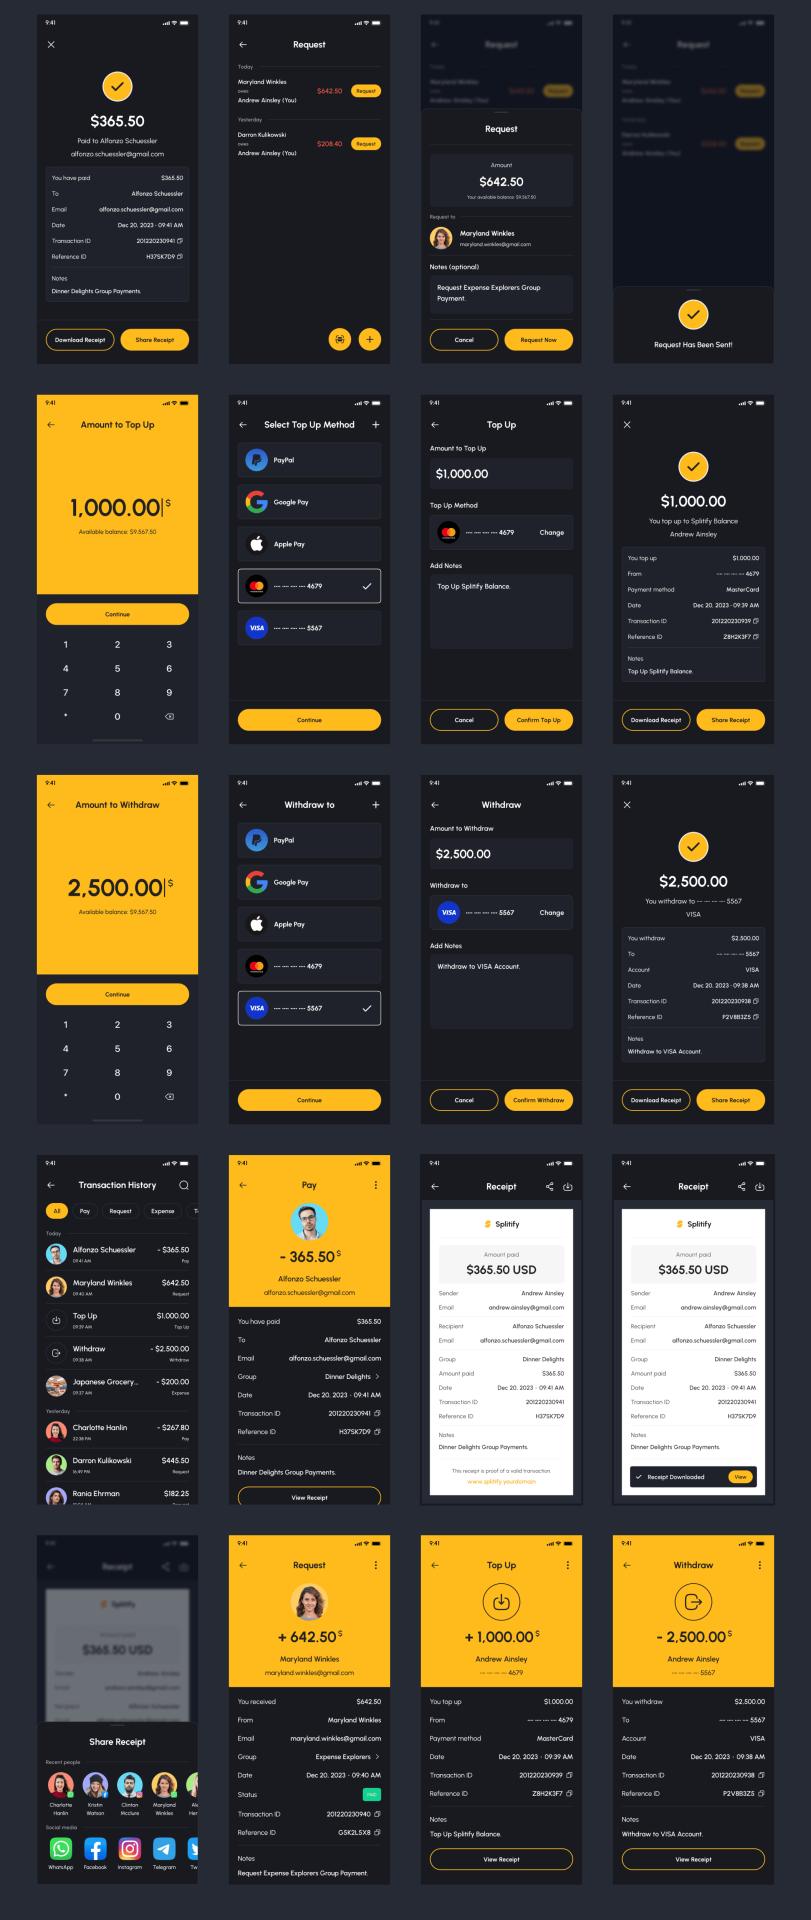 9:41
$365.50
Paid to Alfonzo Schuessler
alfonzo.schuessler@gmail.com
You have paid $365.50
To Alfonzo Schuessler
Email alfonzo.schuessler@gmail.com
Date Dec 20, 2023 · 09:41 AM
Transaction ID 201220230941
Reference ID H37SK7D9
Notes
Dinner Delights Group Payments.
Download Receipt Share Receipt
9:41
Request
Today
Maryland Winkles
owes
Andrew Ainsley (You)
$642.50 Request
Yesterday
Darron Kulikowski
owes
Andrew Ainsley (You)
$208.40 Request
Request
Amount
$642.50
Your available balance: $9,567.50
Request to
Maryland Winkles
maryland.winkles@gmail.com
Notes (optional)
Request Expense Explorers Group
Payment.
Cancel Request Now
Request Has Been Sent!
9:41
Amount to Top Up
1,000.00 $
Available balance: $9,567.50
Continue
1 2 3
4 5 6
7 8 9
* 0
9:41
Select Top Up Method
PayPal
Google Pay
Apple Pay
···· ···· ···· 4679
VISA ···· ···· ···· 5567
Continue
9:41
Top Up
Amount to Top Up
$1,000.00
Top Up Method
···· ···· ···· 4679 Change
Add Notes
Top Up Splitify Balance.
Cancel Confirm Top Up
9:41
$1,000.00
You top up to Splitify Balance
Andrew Ainsley
You top up $1,000.00
From ···· ···· ···· 4679
Payment method MasterCard
Date Dec 20, 2023 · 09:39 AM
Transaction ID 201220230939
Reference ID Z8H2K3F7
Notes
Top Up Splitify Balance.
Download Receipt Share Receipt
9:41
Amount to Withdraw
2,500.00 $
Available balance: $9,567.50
Continue
1 2 3
4 5 6
7 8 9
* 0
9:41
Withdraw to
PayPal
Google Pay
Apple Pay
···· ···· ···· 4679
VISA ···· ···· ···· 5567
Continue
9:41
Withdraw
Amount to Withdraw
$2,500.00
Withdraw to
VISA ···· ···· ···· 5567 Change
Add Notes
Withdraw to VISA Account.
Cancel Confirm Withdraw
9:41
$2,500.00
You withdraw to ···· ···· ···· 5567
VISA
You withdraw $2,500.00
To ···· ···· ···· 5567
Account VISA
Date Dec 20, 2023 · 09:38 AM
Transaction ID 201220230938
Reference ID P2V8B3Z5
Notes
Withdraw to VISA Account.
Download Receipt Share Receipt
9:41
Transaction History
All Pay Request Expense
Today
Alfonzo Schuessler - $365.50
09:41 AM Pay
Maryland Winkles $642.50
09:40 AM Request
Top Up $1,000.00
09:39 AM Top Up
Withdraw - $2,500.00
09:38 AM Withdraw
Japanese Grocery... - $200.00
09:37 AM Expense
Yesterday
Charlotte Hanlin - $267.80
22:38 PM Pay
Darron Kulikowski $445.50
16:49 PM Request
Rania Ehrman $182.25
9:41
Pay
- 365.50 $
Alfonzo Schuessler
alfonzo.schuessler@gmail.com
You have paid $365.50
To Alfonzo Schuessler
Email alfonzo.schuessler@gmail.com
Group Dinner Delights
Date Dec 20, 2023 · 09:41 AM
Transaction ID 201220230941
Reference ID H37SK7D9
Notes
Dinner Delights Group Payments.
View Receipt
9:41
Receipt
Splitify
Amount paid
$365.50 USD
Sender Andrew Ainsley
Email andrew.ainsley@gmail.com
Recipient Alfonzo Schuessler
Email alfonzo.schuessler@gmail.com
Group Dinner Delights
Amount paid $365.50
Date Dec 20, 2023 · 09:41 AM
Transaction ID 201220230941
Reference ID H37SK7D9
Notes
Dinner Delights Group Payments.
This receipt is proof of a valid transaction.
www.splitify.yourdomain
9:41
Receipt
Splitify
Amount paid
$365.50 USD
Sender Andrew Ainsley
Email andrew.ainsley@gmail.com
Recipient Alfonzo Schuessler
Email alfonzo.schuessler@gmail.com
Group Dinner Delights
Amount paid $365.50
Date Dec 20, 2023 · 09:41 AM
Transaction ID 201220230941
Reference ID H37SK7D9
Notes
Dinner Delights Group Payments.
Receipt Downloaded View
Receipt
Splitify
$365.50 USD
Share Receipt
Recent people
Charlotte Hanlin
Kristin Watson
Clinton Mcclure
Maryland Winkles
Social media
WhatsApp Facebook Instagram Telegram
9:41
Request
+ 642.50 $
Maryland Winkles
maryland.winkles@gmail.com
You received $642.50
From Maryland Winkles
Email maryland.winkles@gmail.com
Group Expense Explorers
Date Dec 20, 2023 · 09:40 AM
Status PAID
Transaction ID 201220230940
Reference ID G5K2L5X8
Notes
Request Expense Explorers Group Payment.
9:41
Top Up
+ 1,000.00 $
Andrew Ainsley
···· ···· ···· 4679
You top up $1,000.00
From ···· ···· ···· 4679
Payment method MasterCard
Date Dec 20, 2023 · 09:39 AM
Transaction ID 201220230939
Reference ID Z8H2K3F7
Notes
Top Up Splitify Balance.
View Receipt
9:41
Withdraw
- 2,500.00 $
Andrew Ainsley
···· ···· ···· 5567
You withdraw $2,500.00
To ···· ···· ···· 5567
Account VISA
Date Dec 20, 2023 · 09:38 AM
Transaction ID 201220230938
Reference ID P2V8B3Z5
Notes
Withdraw to VISA Account.
View Receipt